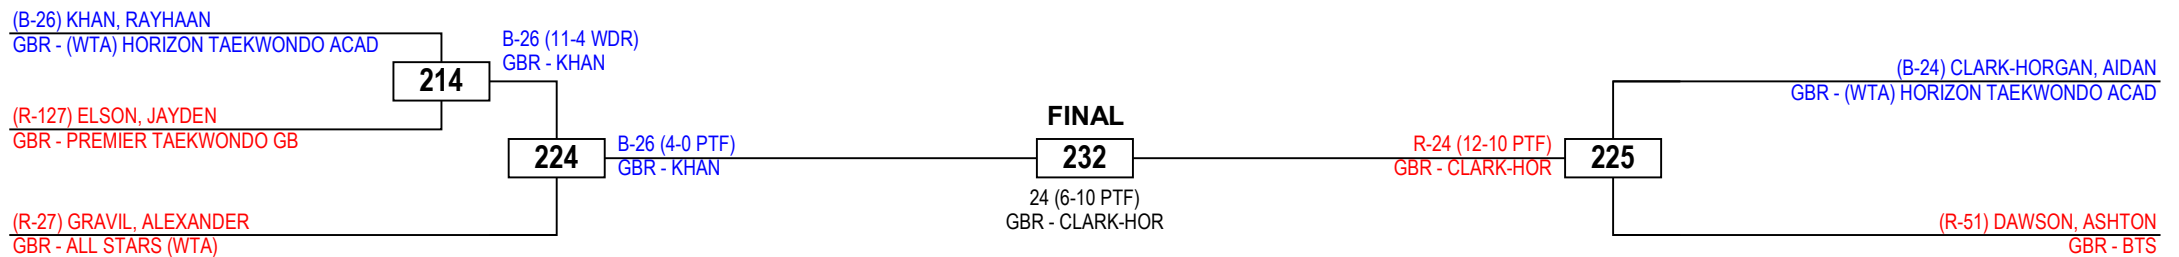 (B-26) KHAN, RAYHAAN
GBR - (WTA) HORIZON TAEKWONDO ACAD
214
(R-127) ELSON, JAYDEN
GBR - PREMIER TAEKWONDO GB
B-26 (11-4 WDR)
GBR - KHAN
224
(R-27) GRAVIL, ALEXANDER
GBR - ALL STARS (WTA)
B-26 (4-0 PTF)
GBR - KHAN
FINAL
232
24 (6-10 PTF)
GBR - CLARK-HOR
R-24 (12-10 PTF)
GBR - CLARK-HOR
225
(B-24) CLARK-HORGAN, AIDAN
GBR - (WTA) HORIZON TAEKWONDO ACAD
(R-51) DAWSON, ASHTON
GBR - BTS